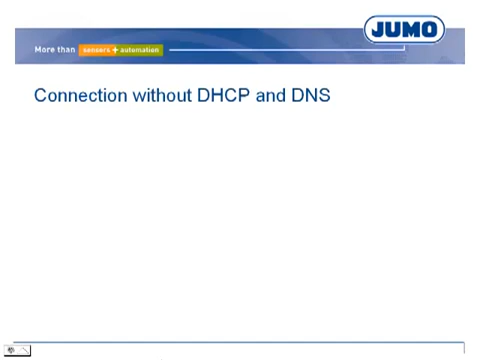 JUMO
More than sensors + automation
Connection without DHCP and DNS